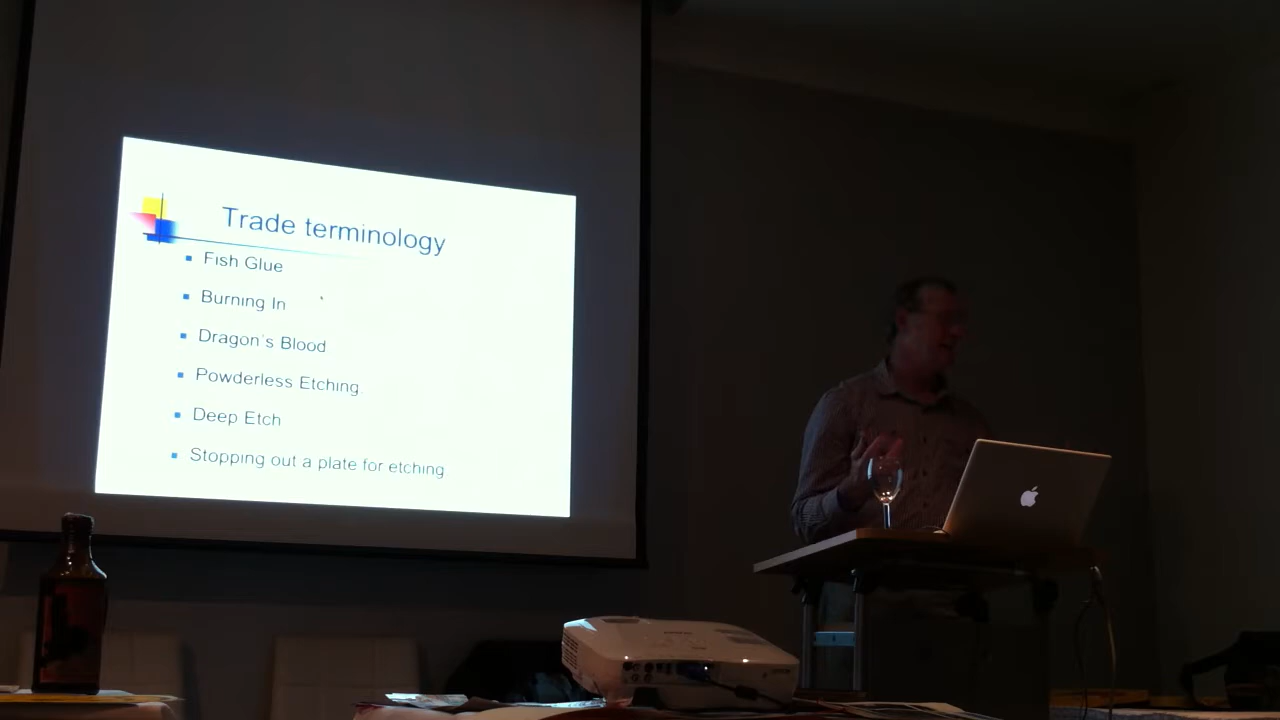 Trade terminology
Fish Glue
Burning In
Dragon's Blood
Powderless Etching.
Deep Etch
Stopping out a plate for etching